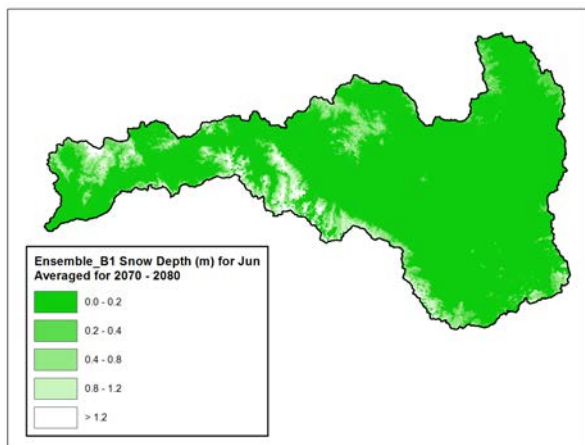 Ensemble_B1 Snow Depth (m) for Jun
Averaged for 2070 - 2080
0.0 - 0.2
0.2 - 0.4
0.4 - 0.8
0.8 - 1.2
> 1.2